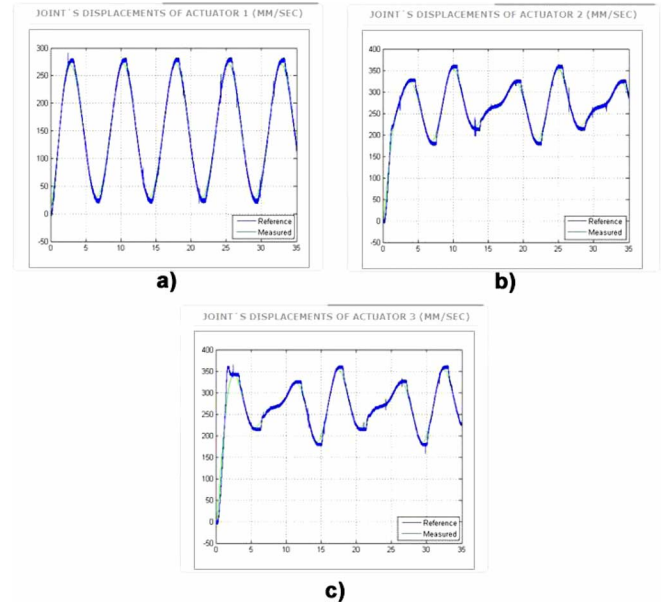 JOINT`S DISPLACEMENTS OF ACTUATOR 1 (MM/SEC)
300
250
200
150
100
50
0
-50
0 5 10 15 20 25 30 35
Reference
Measured
a)
JOINT`S DISPLACEMENTS OF ACTUATOR 2 (MM/SEC)
400
350
300
250
200
150
100
50
0
-50
0 5 10 15 20 25 30 35
Reference
Measured
b)
JOINT`S DISPLACEMENTS OF ACTUATOR 3 (MM/SEC)
400
350
300
250
200
150
100
50
0
-50
0 5 10 15 20 25 30 35
Reference
Measured
c)